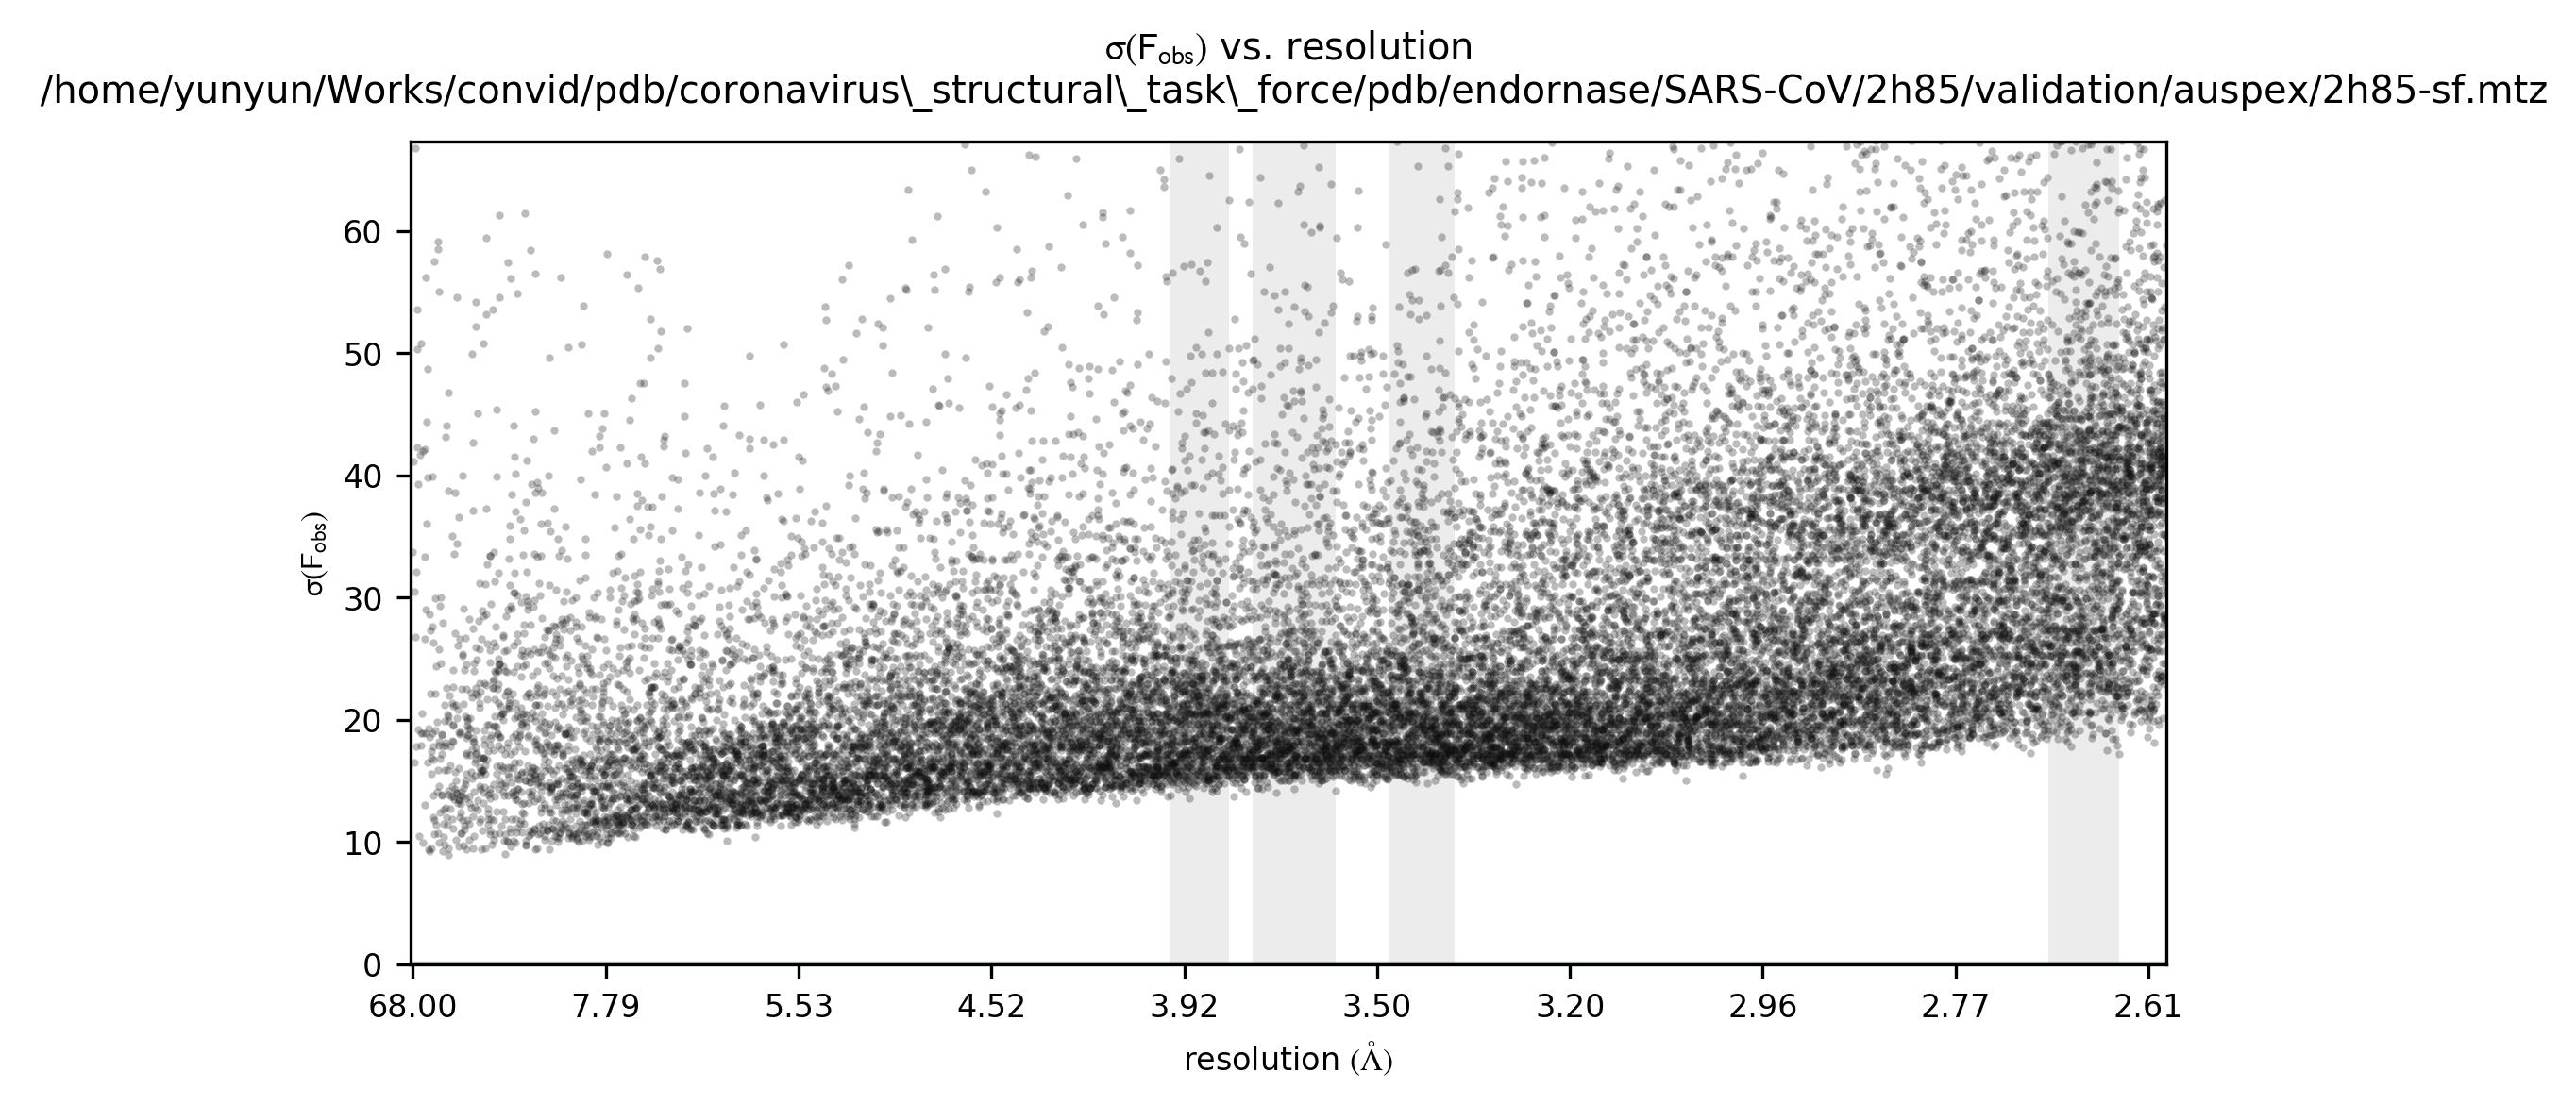 σ(Fobs) vs. resolution
/home/yunyun/Works/convid/pdb/coronavirus\_structural\_task\_force/pdb/endornase/SARS-CoV/2h85/validation/auspex/2h85-sf.mtz
60
50
40
30
20
10
0
σ(Fobs)
68.00 7.79 5.53 4.52 3.92 3.50 3.20 2.96 2.77 2.61
resolution (Å)